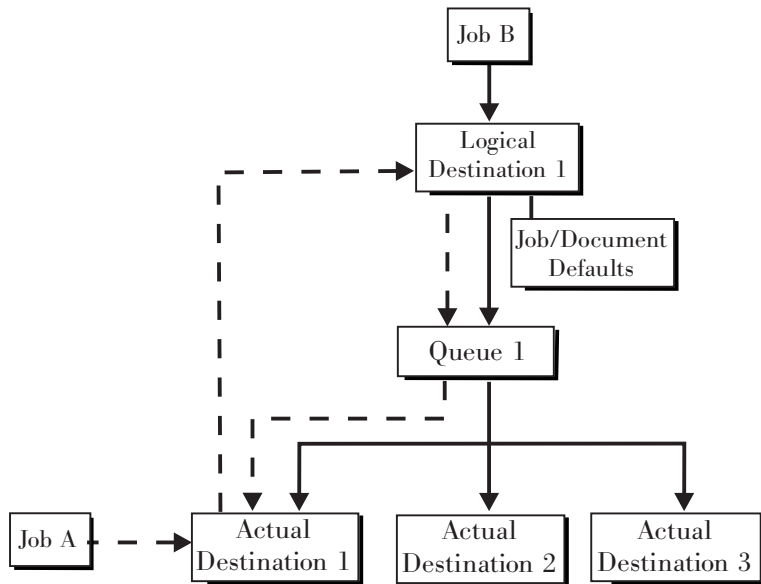 Job B
Logical
Destination 1
Job/Document
Defaults
Queue 1
Job A
Actual
Destination 1
Actual
Destination 2
Actual
Destination 3